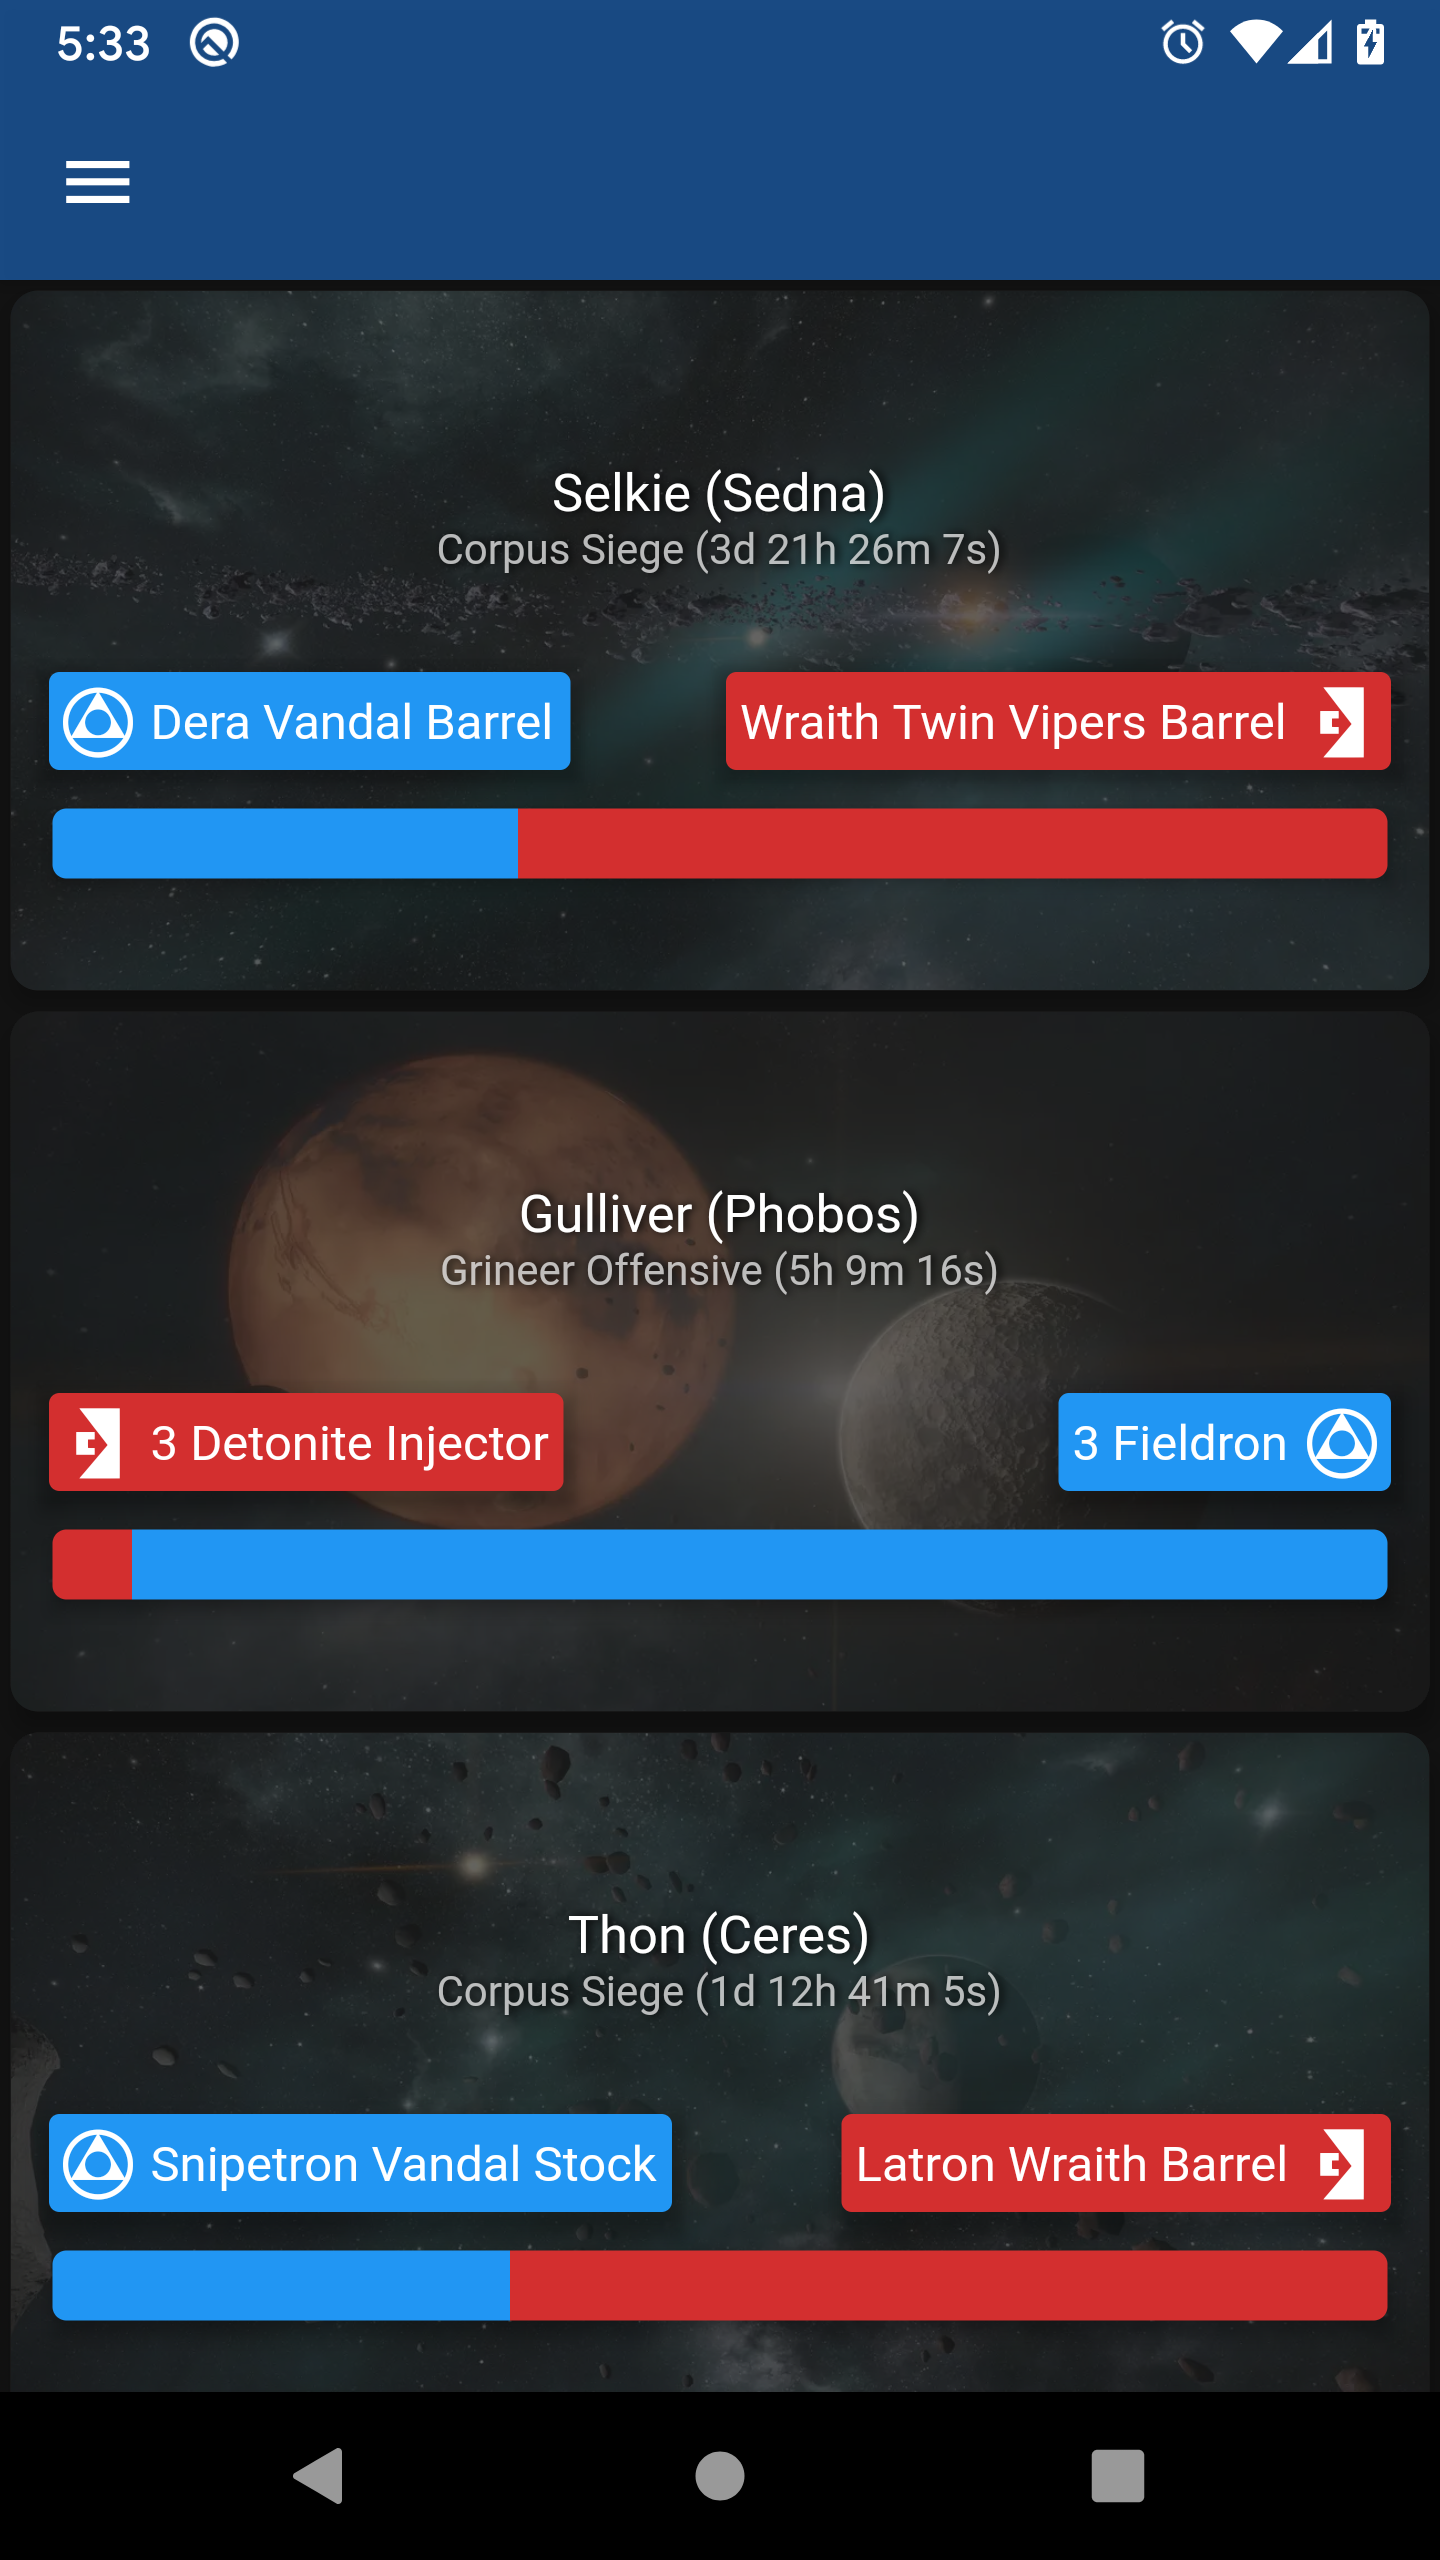 5:33
Selkie (Sedna)
Corpus Siege (3d 21h 26m 7s)
Dera Vandal Barrel
Wraith Twin Vipers Barrel
Gulliver (Phobos)
Grineer Offensive (5h 9m 16s)
3 Detonite Injector
3 Fieldron
Thon (Ceres)
Corpus Siege (1d 12h 41m 5s)
Snipetron Vandal Stock
Latron Wraith Barrel